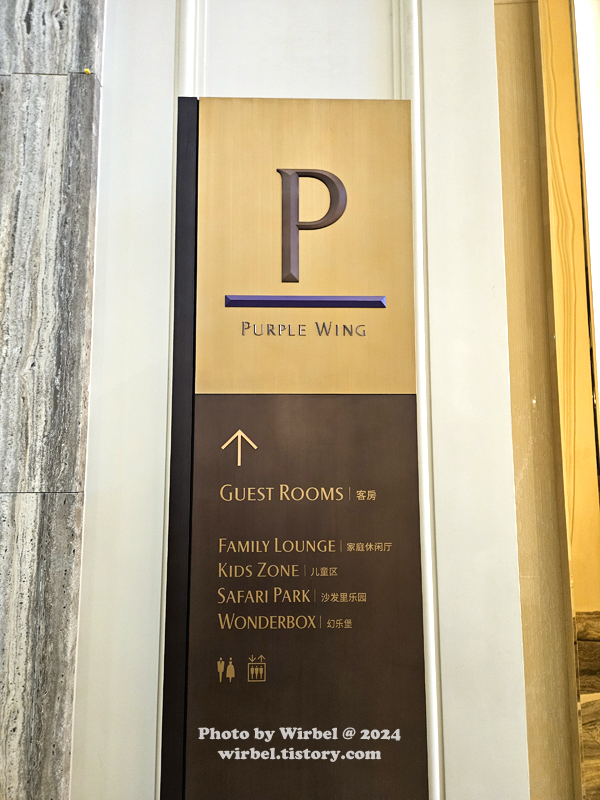 P
PURPLE WING
GUEST ROOMS | 客房
FAMILY LOUNGE | 家庭休闲厅
KIDS ZONE | 儿童区
SAFARI PARK | 沙发里乐园
WONDERBOX | 幻乐堡
Photo by Wirbel @ 2024
wirbel.tistory.com